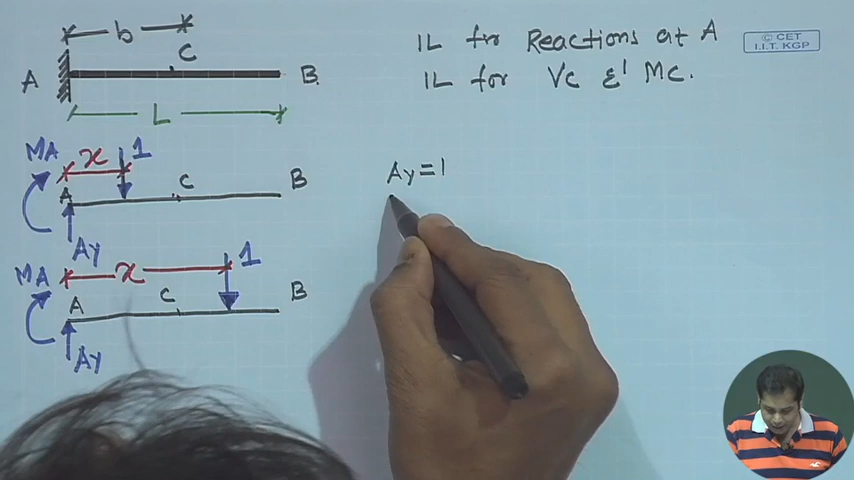 b
C
A
B.
L
IL for Reactions at A
IL for VC & MC.
© CET
I.I.T. KGP
MA
x
1
A
C
B
Ay
Ay=1
MA
x
1
A
C
B
Ay